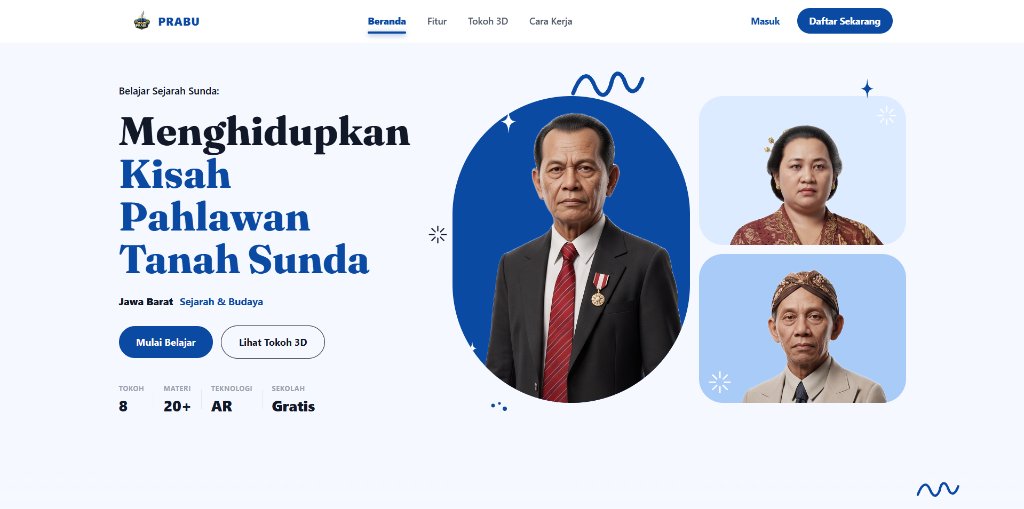 PRABU
Beranda
Fitur
Tokoh 3D
Cara Kerja
Masuk
Daftar Sekarang
Belajar Sejarah Sunda:
Menghidupkan
Kisah
Pahlawan
Tanah Sunda
Jawa Barat Sejarah & Budaya
Mulai Belajar
Lihat Tokoh 3D
TOKOH
8
MATERI
20+
TEKNOLOGI
AR
SEKOLAH
Gratis